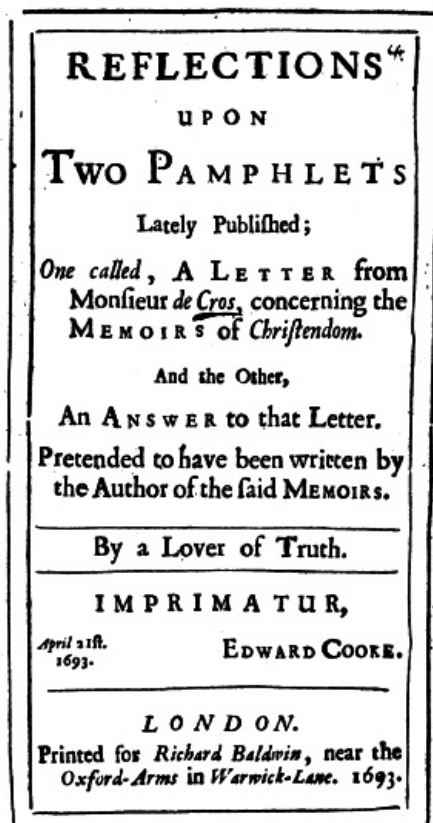 REFLECTIONS
UPON
TWO PAMPHLETS
Lately Publiſhed;
One called, A LETTER from
Monſieur de Cros, concerning the
MEMOIRS of Chriſtendom.
And the Other,
An ANSWER to that Letter.
Pretended to have been written by
the Author of the ſaid MEMOIRS.
By a Lover of Truth.
IMPRIMATUR,
April 21ſt.
1693.
EDWARD COOKE.
LONDON.
Printed for Richard Baldwin, near the
Oxford-Arms in Warwick-Lane. 1693.